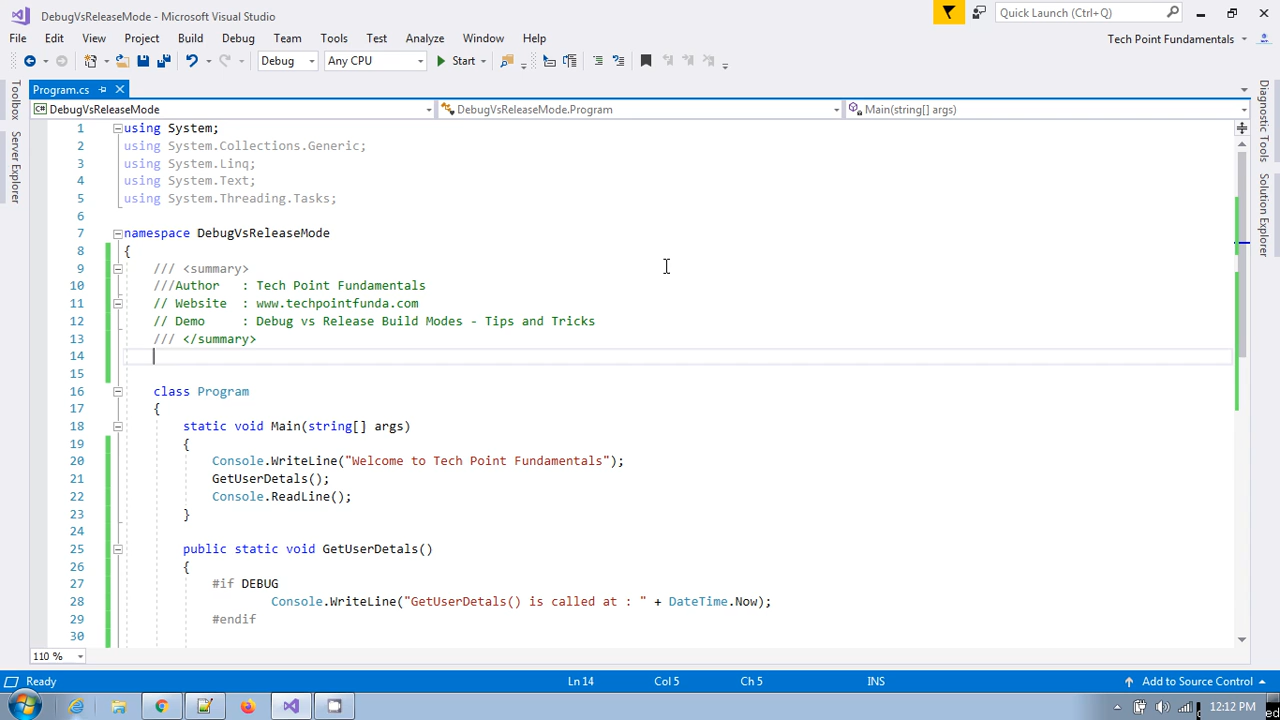 DebugVsReleaseMode - Microsoft Visual Studio
Quick Launch (Ctrl+Q)
File Edit View Project Build Debug Team Tools Test Analyze Window Help
Tech Point Fundamentals
Debug Any CPU Start
Program.cs
DebugVsReleaseMode DebugVsReleaseMode.Program Main(string[] args)
Toolbox
Server Explorer
Diagnostic Tools
Solution Explorer
1 using System;
2 using System.Collections.Generic;
3 using System.Linq;
4 using System.Text;
5 using System.Threading.Tasks;
6
7 namespace DebugVsReleaseMode
8 {
9 /// <summary>
10 ///Author : Tech Point Fundamentals
11 // Website : www.techpointfunda.com
12 // Demo : Debug vs Release Build Modes - Tips and Tricks
13 /// </summary>
14
15
16 class Program
17 {
18 static void Main(string[] args)
19 {
20 Console.WriteLine("Welcome to Tech Point Fundamentals");
21 GetUserDetals();
22 Console.ReadLine();
23 }
24
25 public static void GetUserDetals()
26 {
27 #if DEBUG
28 Console.WriteLine("GetUserDetals() is called at : " + DateTime.Now);
29 #endif
30
110 %
Ready Ln 14 Col 5 Ch 5 INS Add to Source Control
12:12 PM